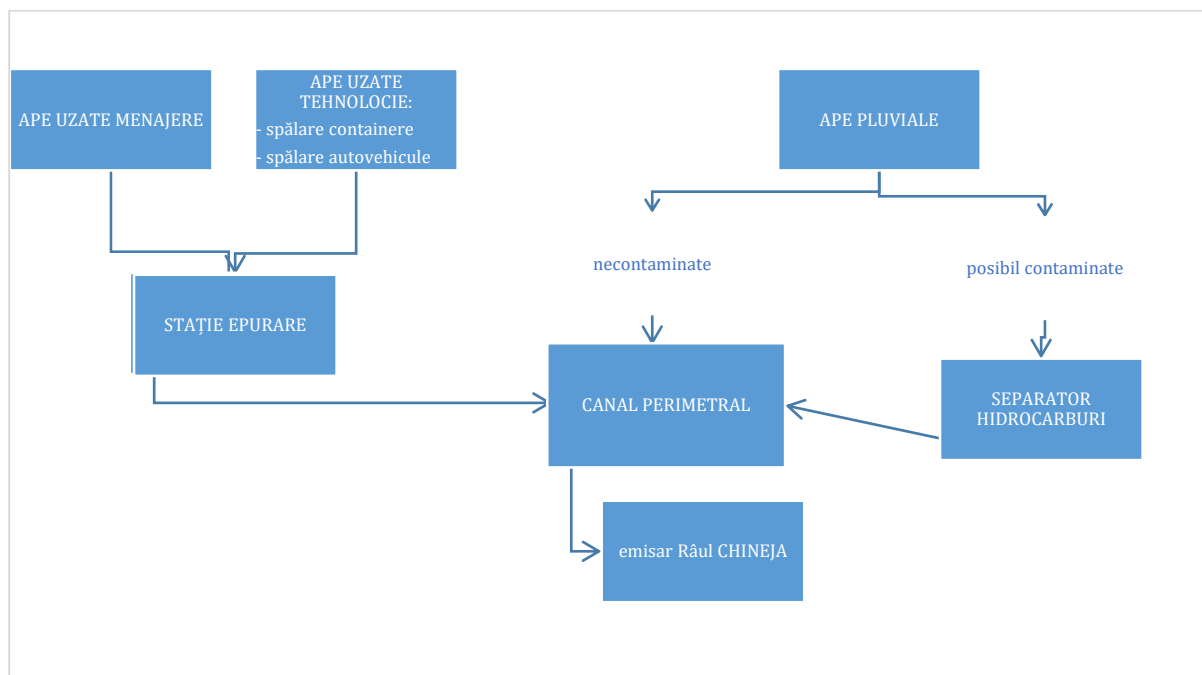 APE UZATE MENAJERE
APE UZATE
TEHNOLOCIE:
- spălare containere
- spălare autovehicule
APE PLUVIALE
necontaminate
posibil contaminate
STAȚIE EPURARE
CANAL PERIMETRAL
SEPARATOR
HIDROCARBURI
emisar Râul CHINEJA